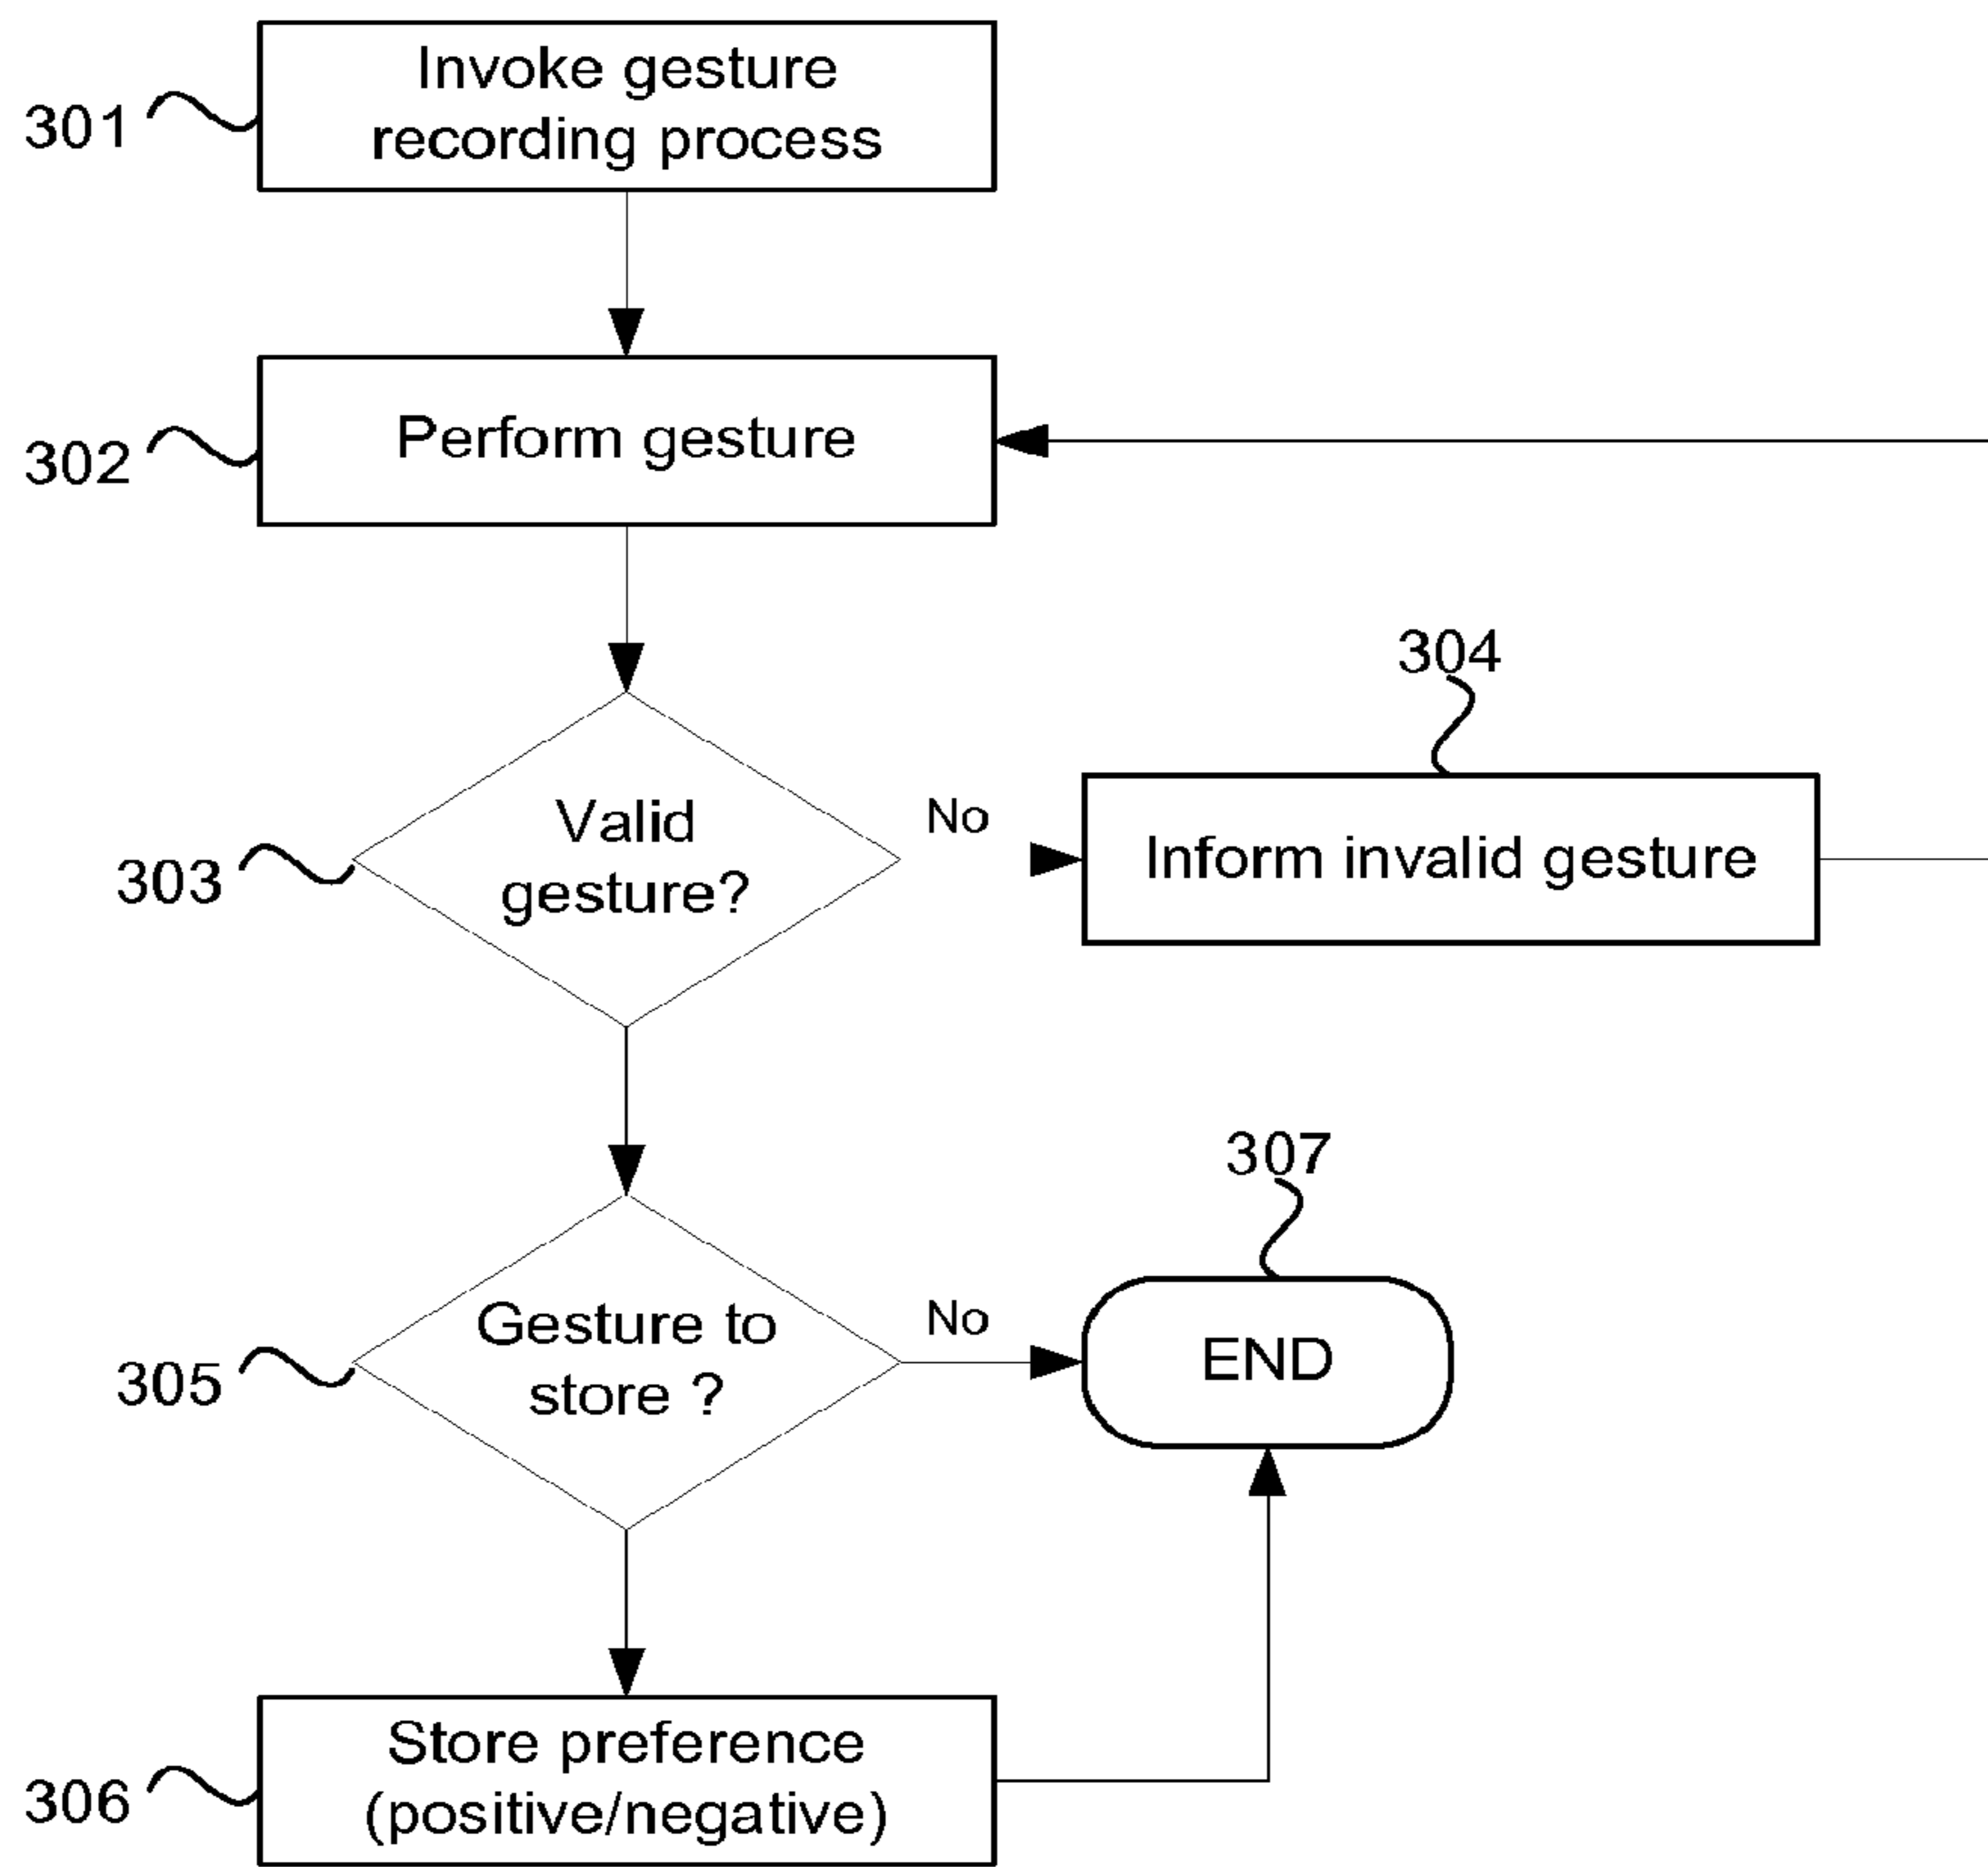 Invoke gesture
recording process
301
Perform gesture
302
304
Valid
gesture?
No
Inform invalid gesture
303
307
Gesture to
store ?
No
END
305
Store preference
(positive/negative)
306